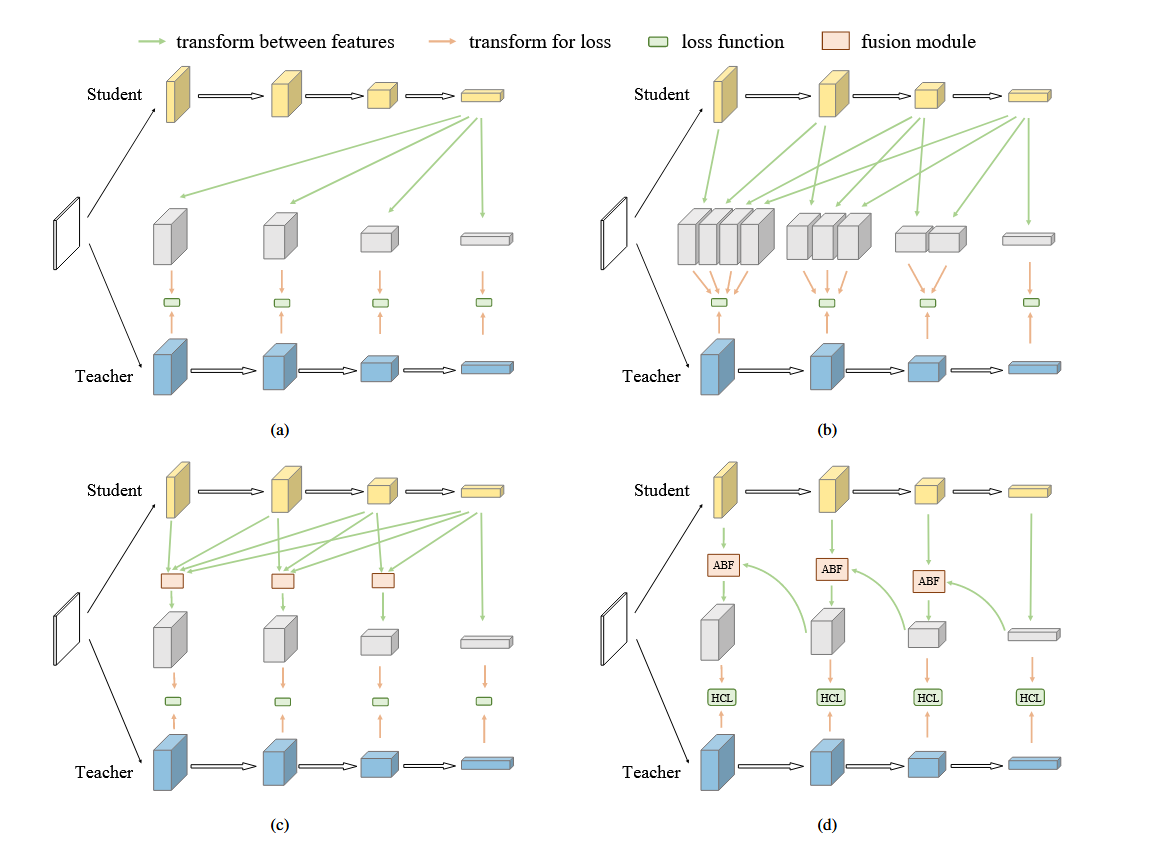 transform between features transform for loss loss function fusion module
Student Student
Teacher Teacher
(a) (b)
Student Student
ABF ABF ABF
HCL HCL HCL HCL
Teacher Teacher
(c) (d)